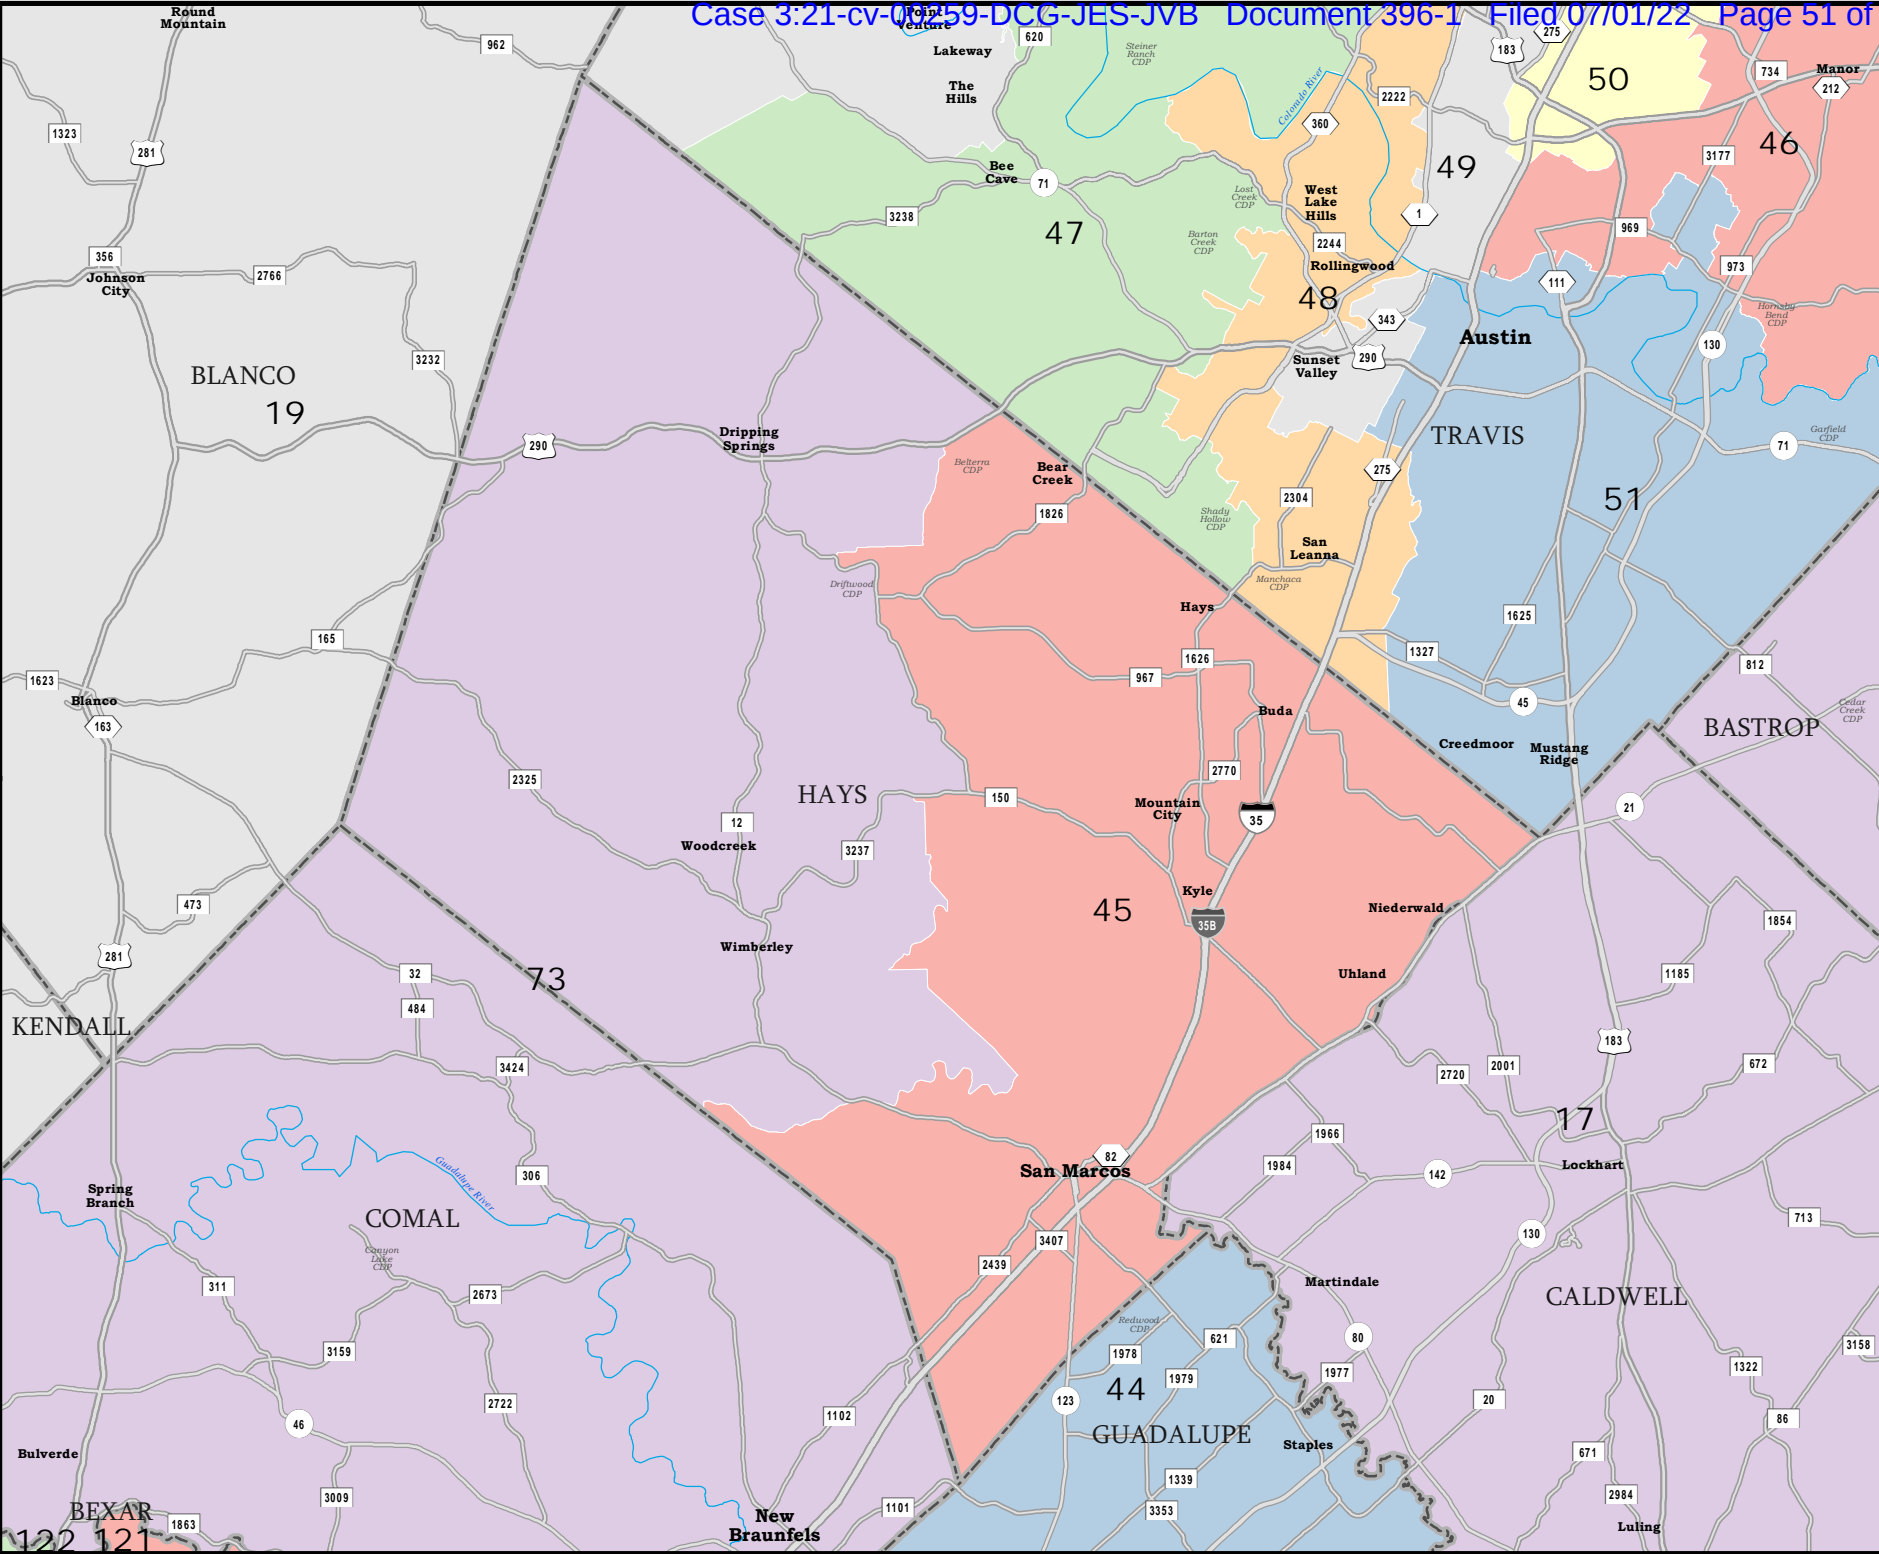 Case 3:21-cv-00259-DCG-JES-JVB Document 396-1 Filed 07/01/22 Page 51 of
Round
Mountain
962
Point
Venture
Lakeway
620
Steiner
Ranch
CDP
The
Hills
Colorado River
360
2222
183
275
50
734
Manor
212
1323
281
Bee
Cave
71
3238
47
Lost
Creek
CDP
Barton
Creek
CDP
West
Lake
Hills
2244
Rollingwood
48
1
49
3177
46
969
973
111
Hornsby
Bend
CDP
130
356
Johnson
City
2766
3232
BLANCO
19
343
290
Sunset
Valley
Austin
TRAVIS
Garfield
CDP
71
290
Dripping
Springs
Belterra
CDP
Bear
Creek
1826
275
2304
51
Shady
Hollow
CDP
San
Leanna
Manchaca
CDP
Driftwood
CDP
Hays
1626
967
1625
1327
45
812
Cedar
Creek
CDP
BASTROP
165
1623
Blanco
163
Buda
Creedmoor
Mustang
Ridge
2325
HAYS
150
2770
Mountain
City
35
21
12
Woodcreek
3237
Kyle
45
35B
Niederwald
1854
473
281
Wimberley
73
32
484
Uhland
1185
KENDALL
183
3424
2720
2001
672
17
1966
1984
142
Lockhart
82
San Marcos
306
Guadalupe River
Spring
Branch
COMAL
Canyon
Lake
CDP
3407
2439
130
713
311
2673
Martindale
CALDWELL
Redwood
CDP
621
80
3159
1978
1979
44
1977
1322
3158
2722
123
20
86
46
1102
GUADALUPE
Staples
671
Bulverde
1339
3009
1101
3353
2984
BEXAR
1863
New
Braunfels
Luling
122
121